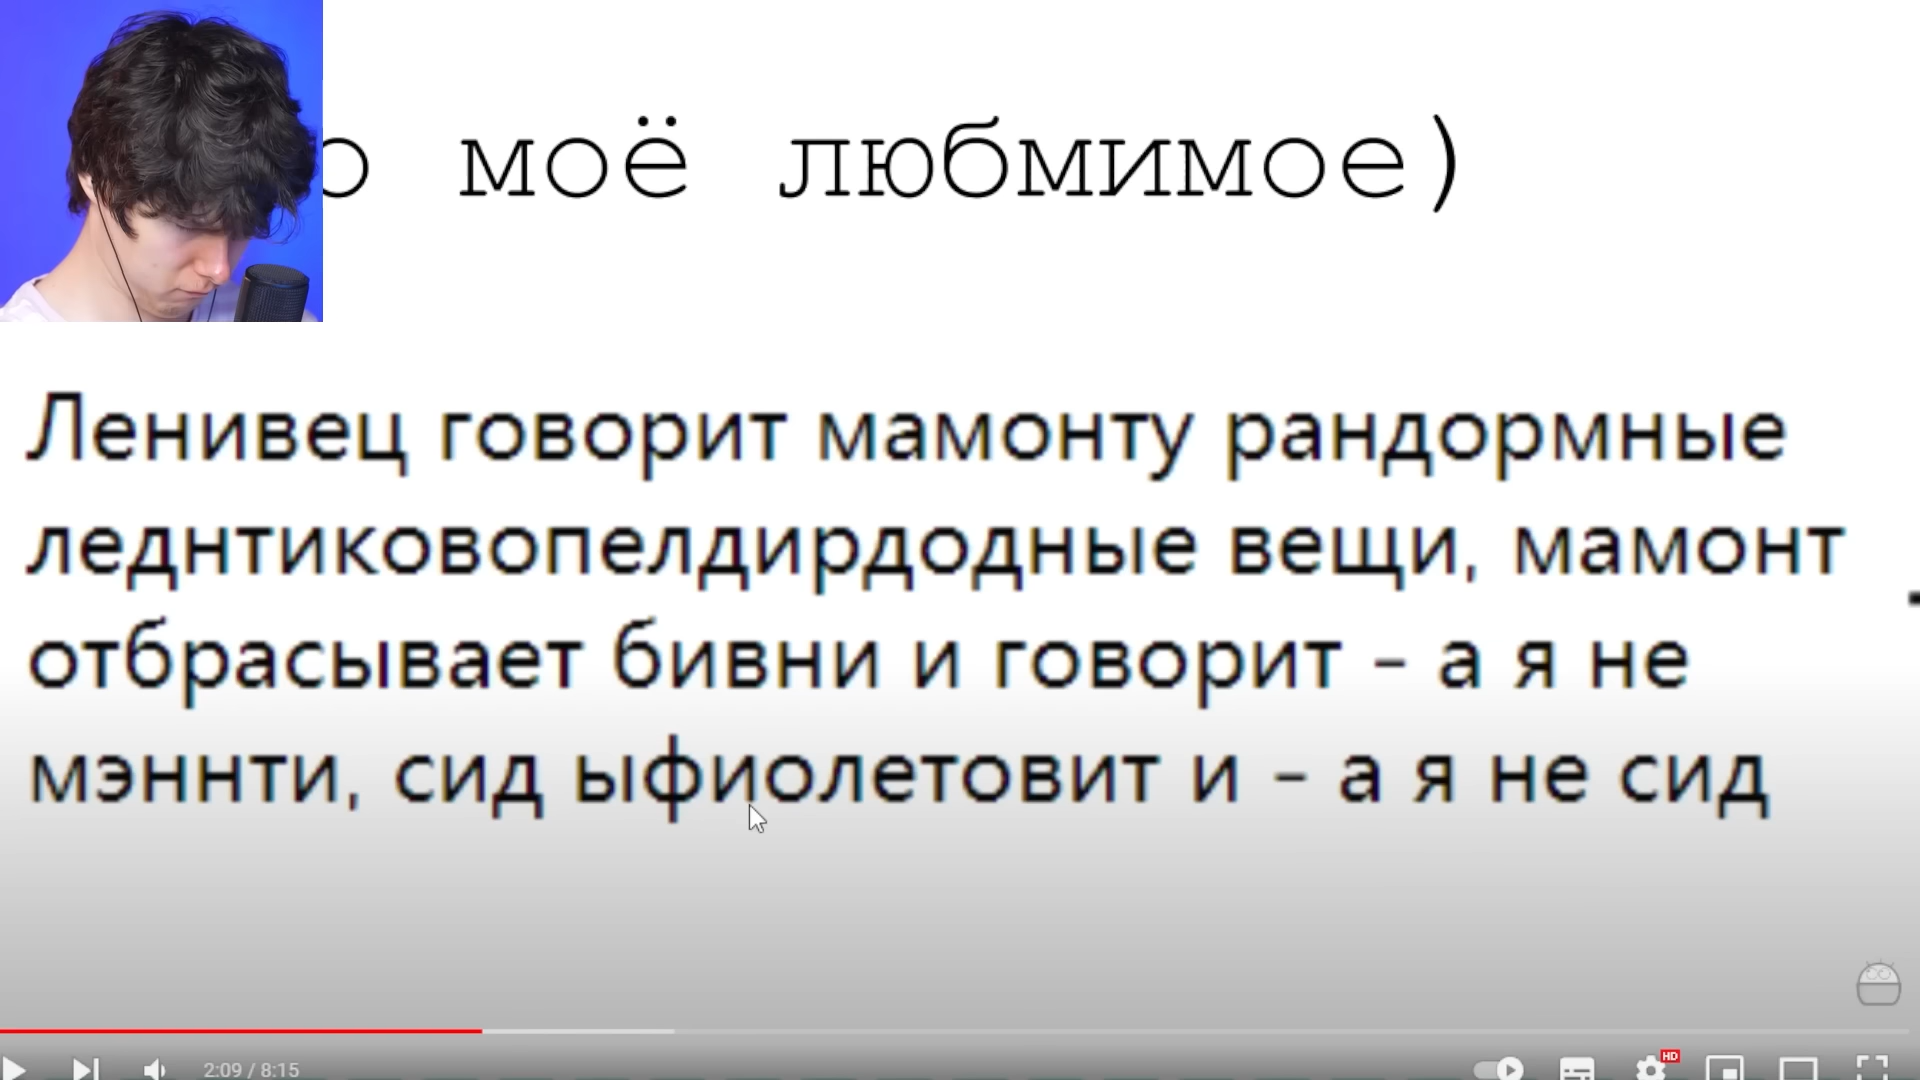 о моё любмимое)
Ленивец говорит мамонту рандормные
леднтиковопелдирдодные вещи, мамонт
отбрасывает бивни и говорит - а я не
мэннти, сид ыфиолетовит и - а я не сид
HD
2:09 / 8:15